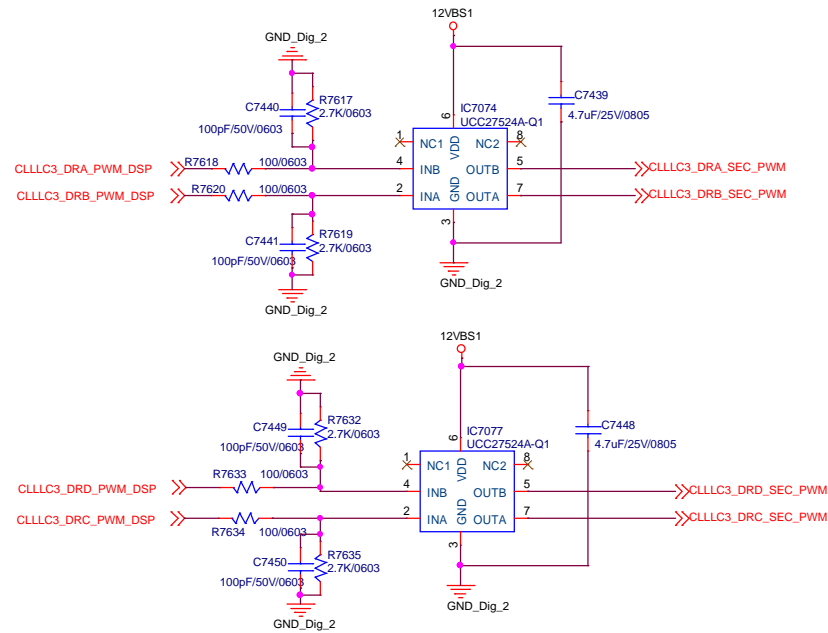 12VBS1
GND_Dig_2
C7440
100pF/50V/0603
R7617
2.7K/0603
IC7074
UCC27524A-Q1
C7439
4.7uF/25V/0805
6
1
NC1
VDD
NC2
8
CLLLC3_DRA_PWM_DSP
R7618
100/0603
4
INB
OUTB
5
CLLLC3_DRA_SEC_PWM
CLLLC3_DRB_PWM_DSP
R7620
100/0603
2
INA
GND
OUTA
7
CLLLC3_DRB_SEC_PWM
3
C7441
100pF/50V/0603
R7619
2.7K/0603
GND_Dig_2
GND_Dig_2
12VBS1
GND_Dig_2
C7449
100pF/50V/0603
R7632
2.7K/0603
IC7077
UCC27524A-Q1
C7448
4.7uF/25V/0805
6
1
NC1
VDD
NC2
8
CLLLC3_DRD_PWM_DSP
R7633
100/0603
4
INB
OUTB
5
CLLLC3_DRD_SEC_PWM
CLLLC3_DRC_PWM_DSP
R7634
100/0603
2
INA
GND
OUTA
7
CLLLC3_DRC_SEC_PWM
3
C7450
100pF/50V/0603
R7635
2.7K/0603
GND_Dig_2
GND_Dig_2